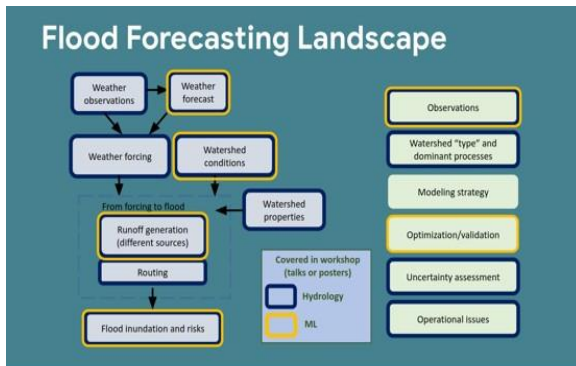 Flood Forecasting Landscape
Weather
observations
Weather
forecast
Weather forcing
Watershed
conditions
From forcing to flood
Watershed
properties
Runoff generation
(different sources)
Routing
Flood inundation and risks
Covered in workshop
(talks or posters)
Hydrology
ML
Observations
Watershed “type” and
dominant processes
Modeling strategy
Optimization/validation
Uncertainty assessment
Operational issues